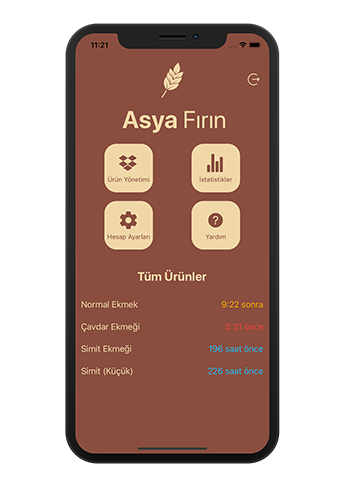 11:21
Asya Fırın
Ürün Yönetimi
İstatistikler
Hesap Ayarları
Yardım
Tüm Ürünler
Normal Ekmek 9:22 sonra
Çavdar Ekmeği 5:31 önce
Simit Ekmeği 196 saat önce
Simit (Küçük) 226 saat önce